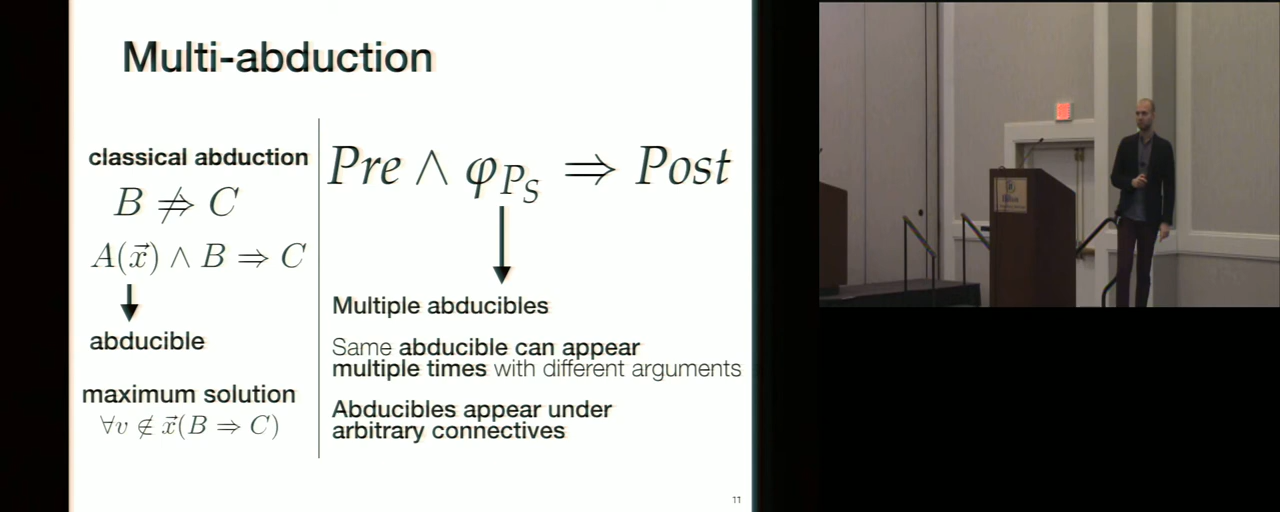 Multi-abduction
classical abduction
B ⇏ C
A(x⃗) ∧ B ⇒ C
abducible
maximum solution
∀v ∉ x⃗(B ⇒ C)
Pre ∧ φ_{P_S} ⇒ Post
Multiple abducibles
Same abducible can appear
multiple times with different arguments
Abducibles appear under
arbitrary connectives
11